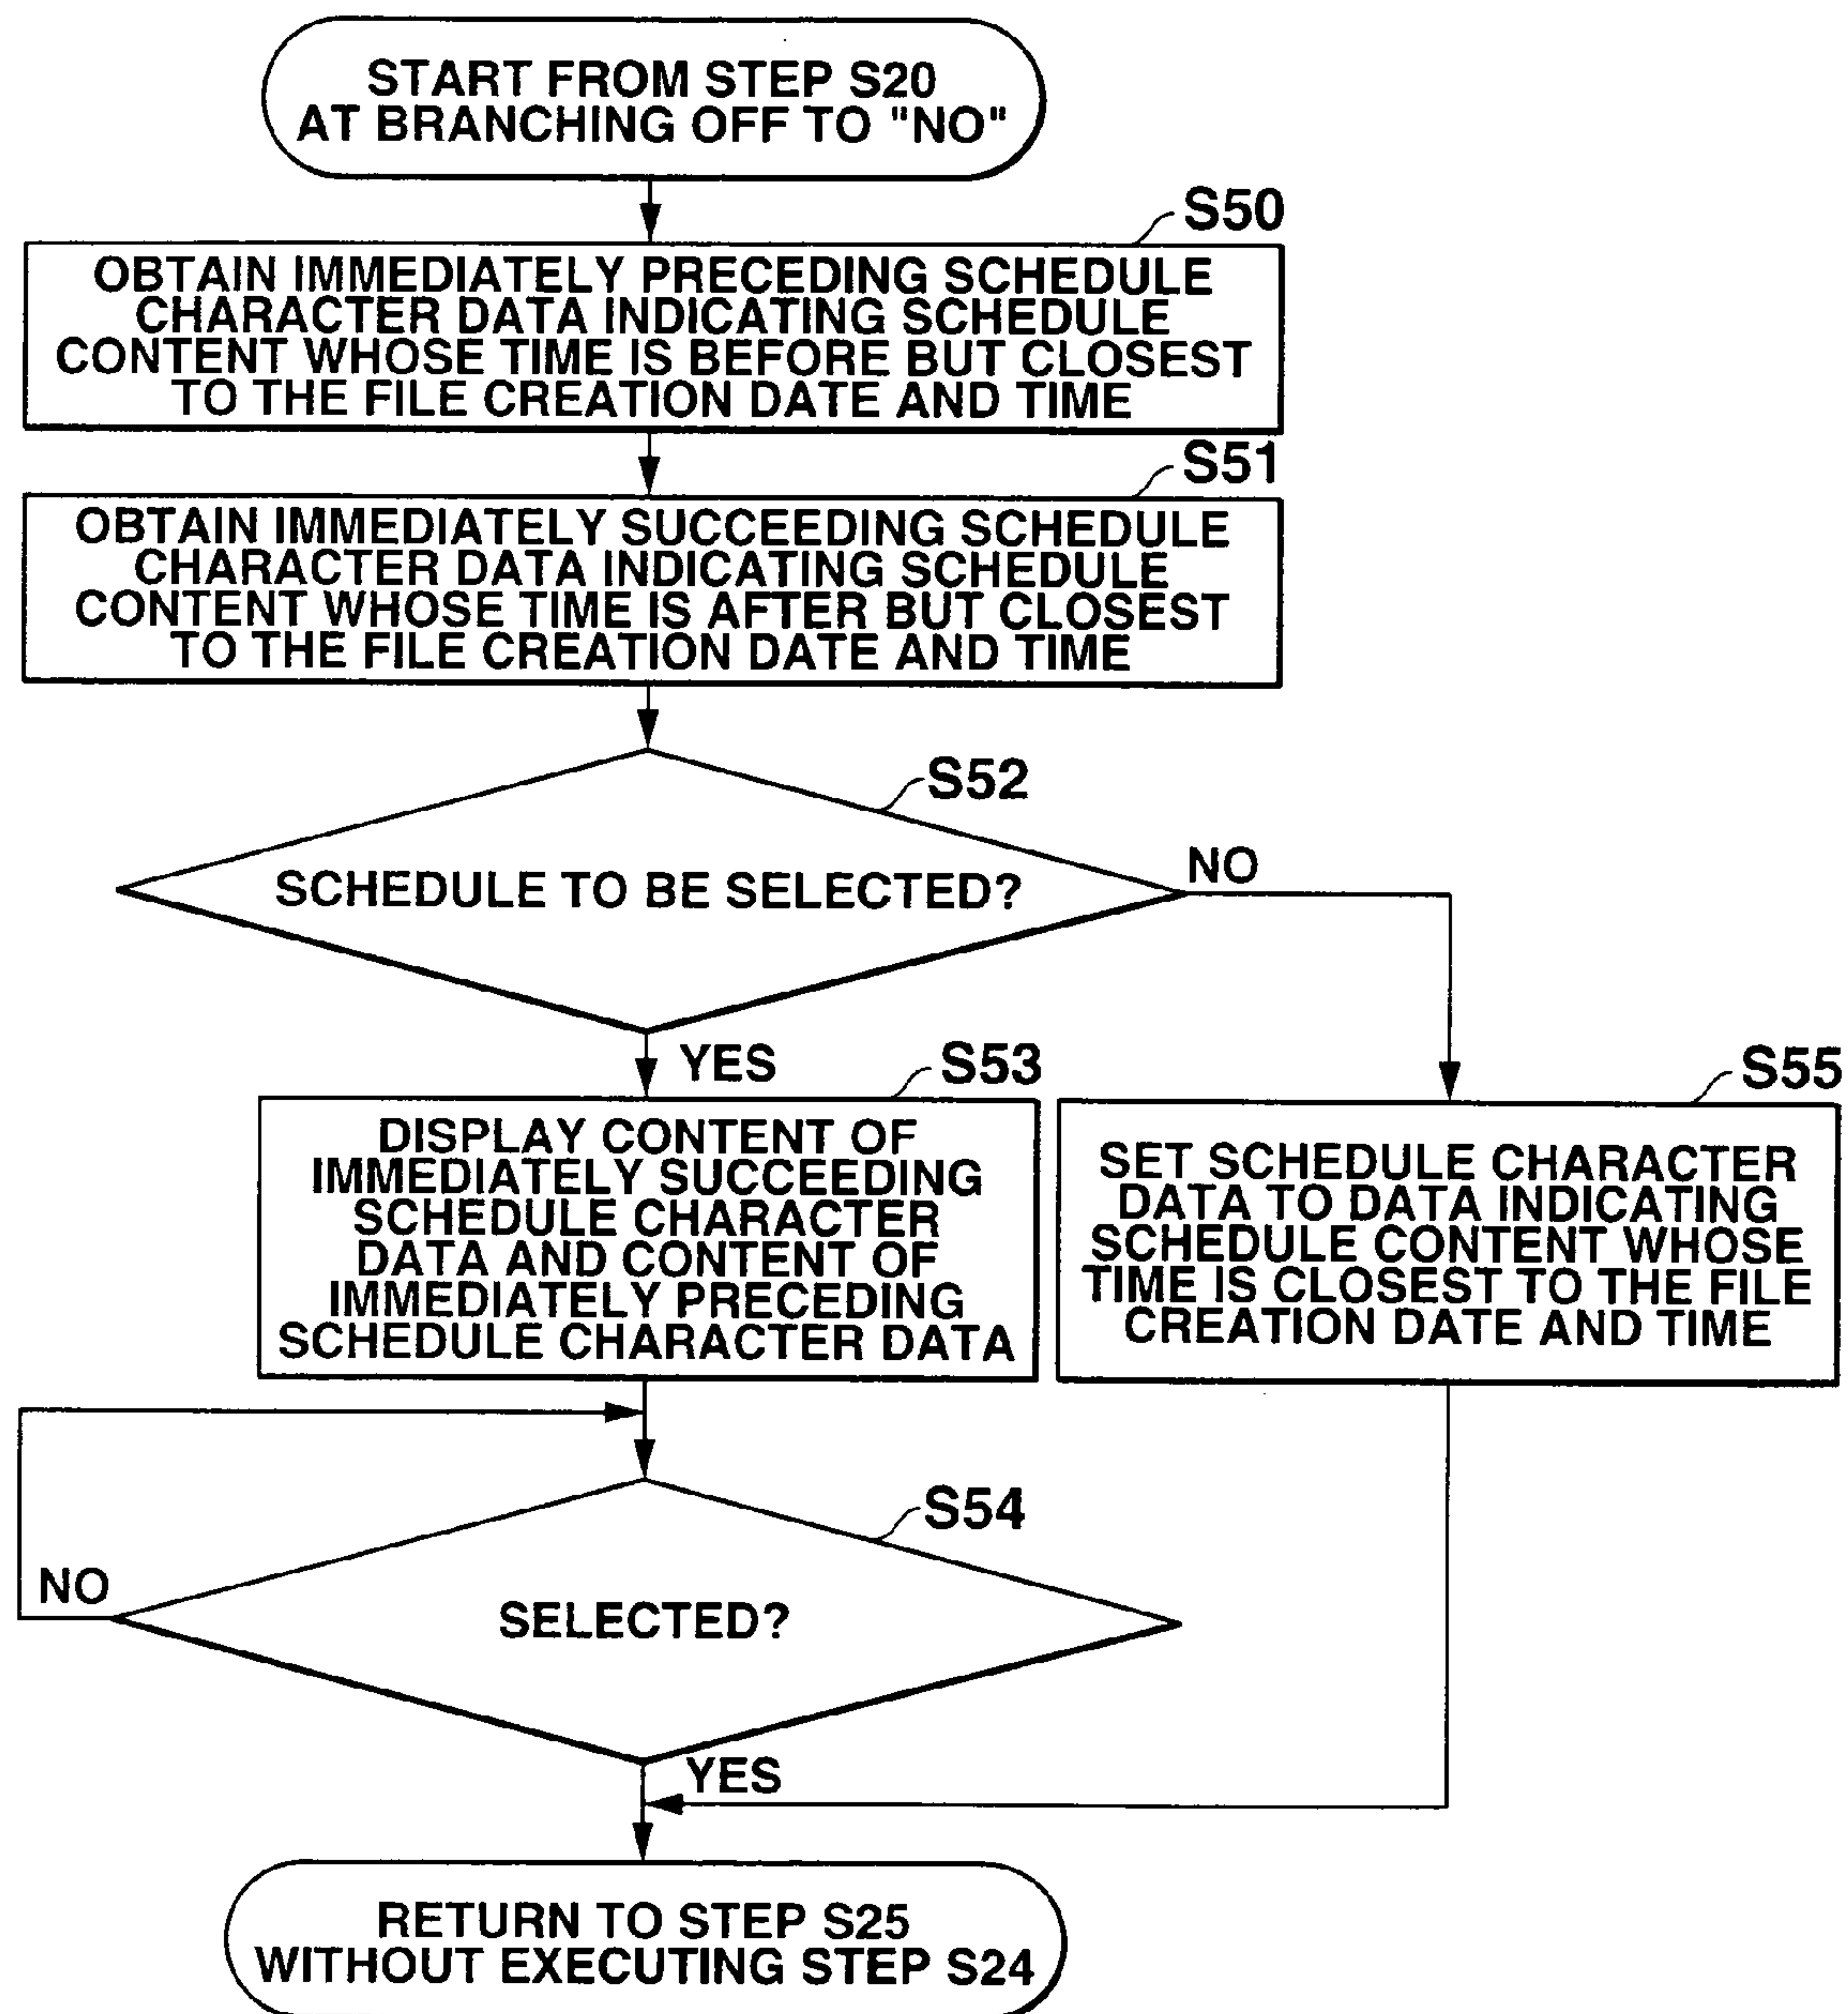 START FROM STEP S20
AT BRANCHING OFF TO "NO"
S50
OBTAIN IMMEDIATELY PRECEDING SCHEDULE
CHARACTER DATA INDICATING SCHEDULE
CONTENT WHOSE TIME IS BEFORE BUT CLOSEST
TO THE FILE CREATION DATE AND TIME
S51
OBTAIN IMMEDIATELY SUCCEEDING SCHEDULE
CHARACTER DATA INDICATING SCHEDULE
CONTENT WHOSE TIME IS AFTER BUT CLOSEST
TO THE FILE CREATION DATE AND TIME
S52
SCHEDULE TO BE SELECTED?
NO
YES
S53
DISPLAY CONTENT OF
IMMEDIATELY SUCCEEDING
SCHEDULE CHARACTER
DATA AND CONTENT OF
IMMEDIATELY PRECEDING
SCHEDULE CHARACTER DATA
S55
SET SCHEDULE CHARACTER
DATA TO DATA INDICATING
SCHEDULE CONTENT WHOSE
TIME IS CLOSEST TO THE FILE
CREATION DATE AND TIME
S54
NO
SELECTED?
YES
RETURN TO STEP S25
WITHOUT EXECUTING STEP S24